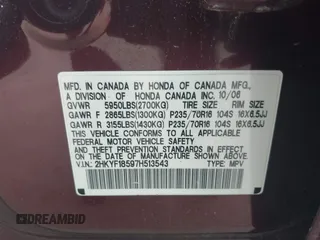 MFD. IN CANADA BY HONDA OF CANADA MFG.,
A DIVISION OF HONDA CANADA INC. 10/06
GVWR 5950LBS(2700KG) TIRE SIZE RIM SIZE
GAWR F 2865LBS(1300KG) P235/70R16 104S 16X6.5JJ
GAWR R 3155LBS(1430KG) P235/70R16 104S 16X6.5JJ
THIS VEHICLE CONFORMS TO ALL APPLICABLE
FEDERAL MOTOR VEHICLE SAFETY STANDARDS IN
EFFECT ON THE DATE OF MANUFACTURE SHOWN ABOVE.
V.I.N.: 2HKYF18597H513543 TYPE: MPV
DREAMBID